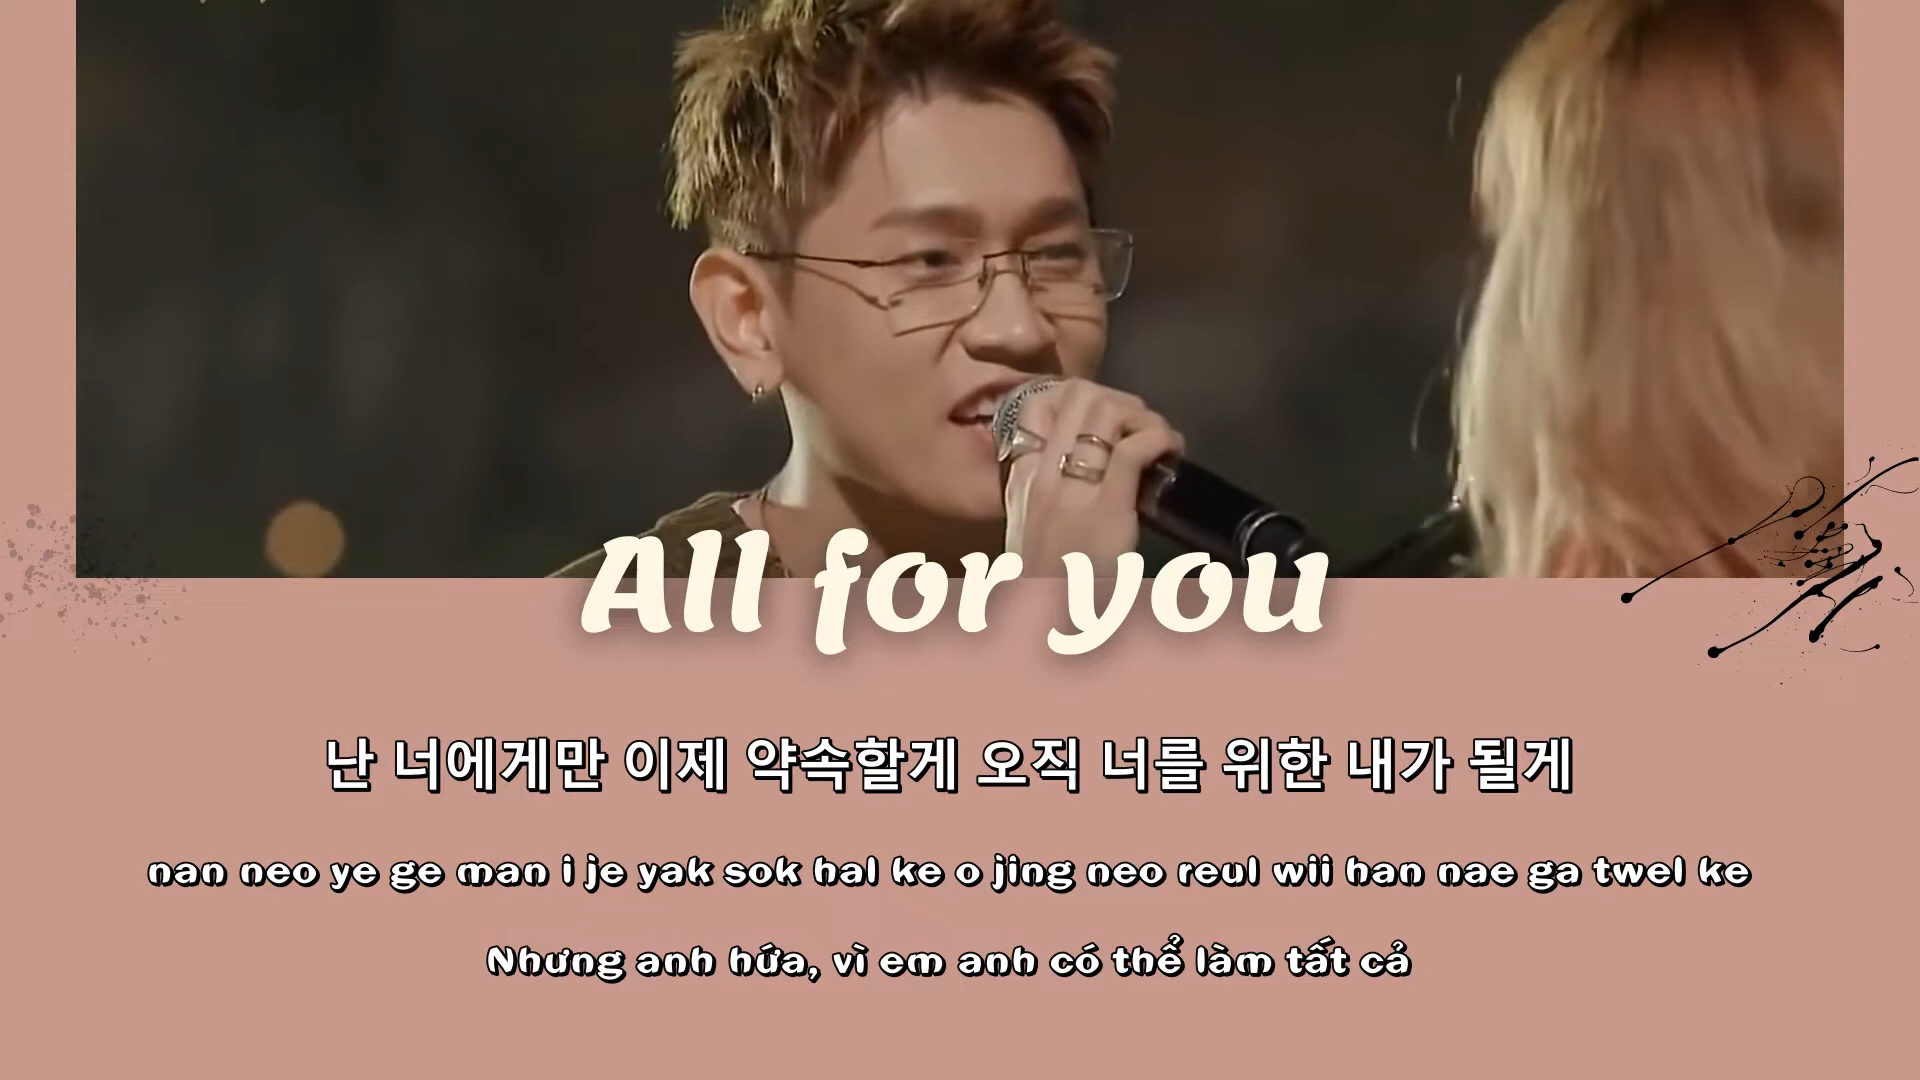 All for you
난 너에게만 이제 약속할게 오직 너를 위한 내가 될게
nan neo ye ge man i je yak sok hal ke o jing neo reul wii han nae ga twel ke
Nhưng anh hứa, vì em anh có thể làm tất cả